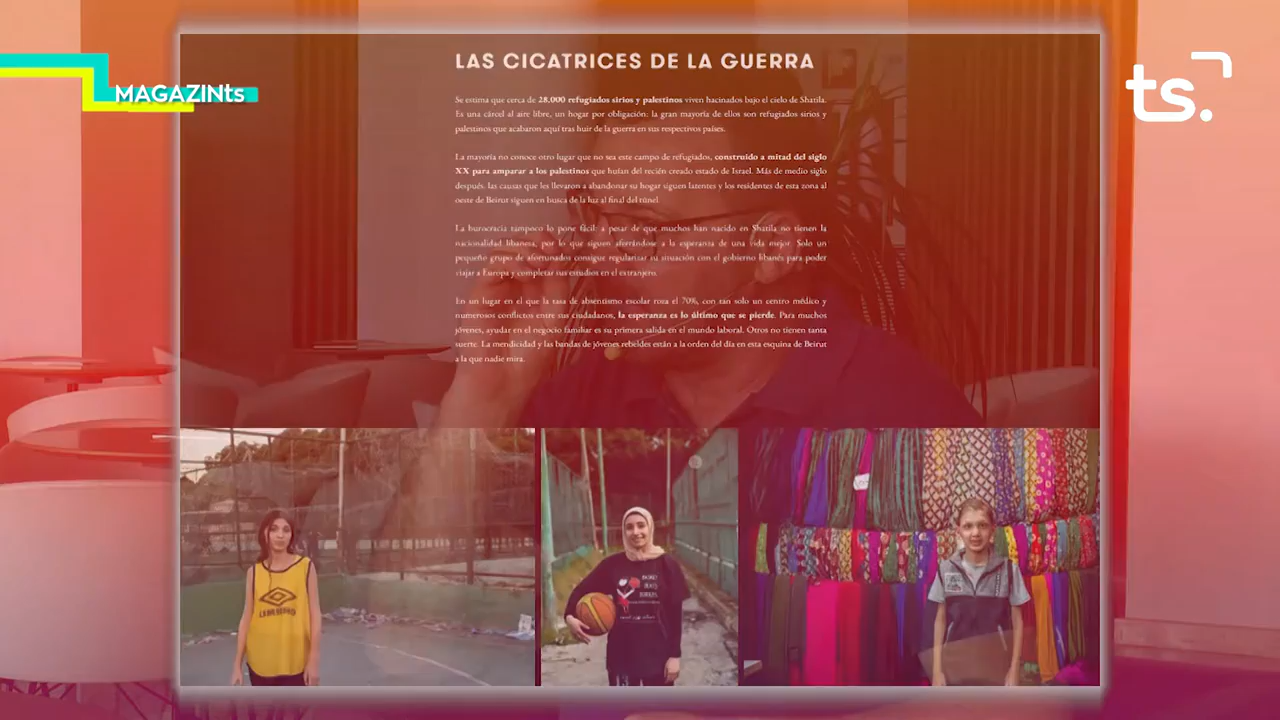 MAGAZINts
ts.
LAS CICATRICES DE LA GUERRA
Se estima que cerca de 28.000 refugiados sirios y palestinos viven hacinados bajo el cielo de Shatila.
Es una cárcel al aire libre, un hogar por obligación: la gran mayoría de ellos son refugiados sirios y
palestinos que acabaron aquí tras huir de la guerra en sus respectivos países.
La mayoría no conoce otro lugar que no sea este campo de refugiados, construido a mitad del siglo
XX para amparar a los palestinos que huían del recién creado estado de Israel. Más de medio siglo
después, las causas que les llevaron a abandonar su hogar siguen latentes y los residentes de esta zona al
oeste de Beirut siguen en busca de la luz al final del túnel.
La burocracia tampoco lo pone fácil: a pesar de que muchos han nacido en Shatila no tienen la
nacionalidad libanesa, por lo que siguen aferrándose a la esperanza de una vida mejor. Solo un
pequeño grupo de afortunados consigue regularizar su situación con el gobierno libanés para poder
viajar a Europa y completar sus estudios en el extranjero.
En un lugar en el que la tasa de absentismo escolar roza el 70%, con tan solo un centro médico y
numerosos conflictos entre sus ciudadanos, la esperanza es lo último que se pierde. Para muchos
jóvenes, ayudar en el negocio familiar es su primera salida en el mundo laboral. Otros no tienen tanta
suerte. La mendicidad y las bandas de jóvenes rebeldes están a la orden del día en esta esquina de Beirut
a la que nadie mira.